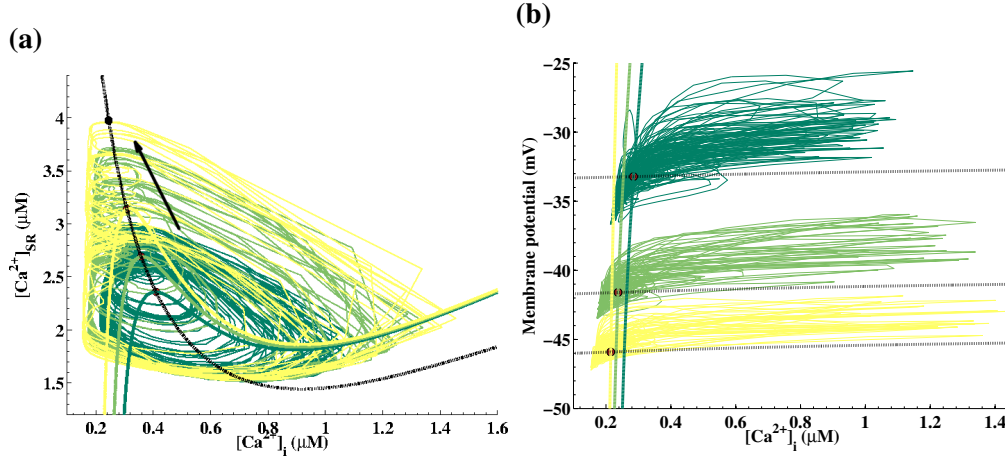 (a)
[Ca²⁺]SR (μM)
4
3.5
3
2.5
2
1.5
0.2 0.4 0.6 0.8 1 1.2 1.4 1.6
[Ca²⁺]i (μM)
(b)
Membrane potential (mV)
−25
−30
−35
−40
−45
−50
0.2 0.4 0.6 0.8 1 1.2 1.4
[Ca²⁺]i (μM)